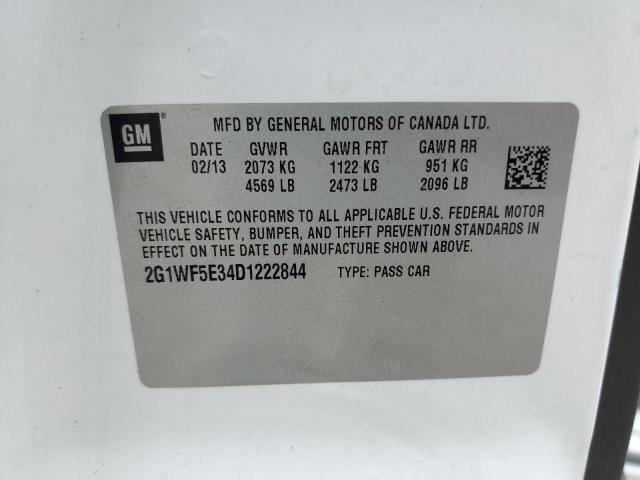 GM
MFD BY GENERAL MOTORS OF CANADA LTD.
DATE GVWR GAWR FRT GAWR RR
02/13 2073 KG 1122 KG 951 KG
4569 LB 2473 LB 2096 LB
THIS VEHICLE CONFORMS TO ALL APPLICABLE U.S. FEDERAL MOTOR
VEHICLE SAFETY, BUMPER, AND THEFT PREVENTION STANDARDS IN
EFFECT ON THE DATE OF MANUFACTURE SHOWN ABOVE.
2G1WF5E34D1222844 TYPE: PASS CAR